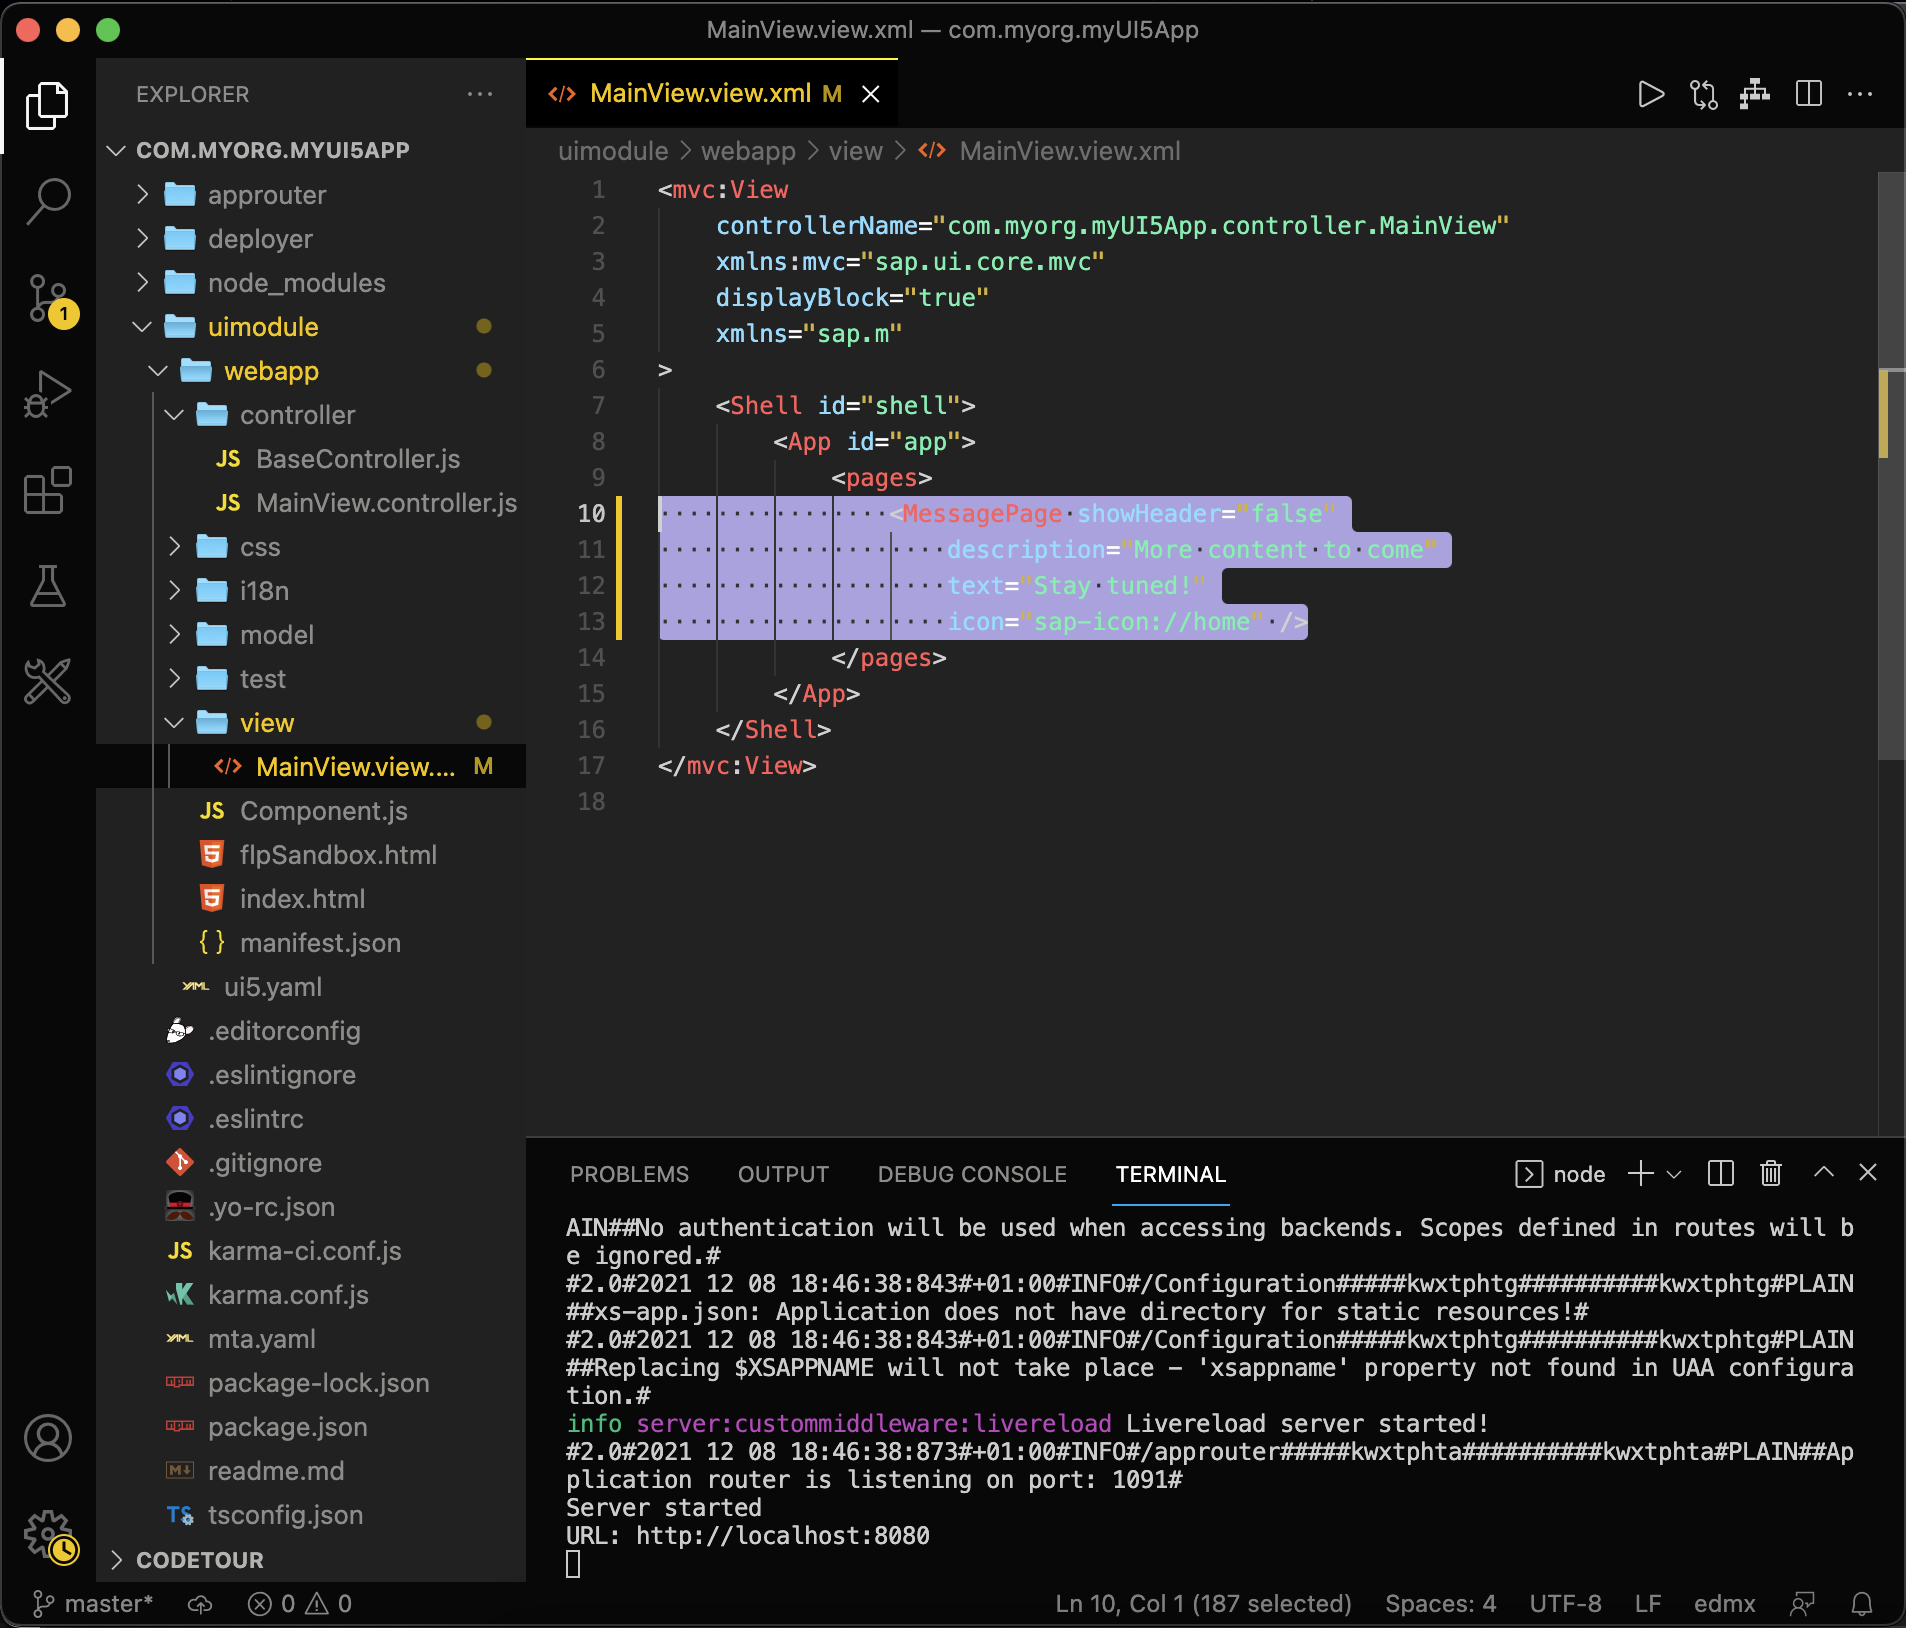 MainView.view.xml — com.myorg.myUI5App
EXPLORER
COM.MYORG.MYUI5APP
approuter
deployer
node_modules
uimodule
webapp
controller
JS BaseController.js
JS MainView.controller.js
css
i18n
model
test
view
</> MainView.view.... M
JS Component.js
5 flpSandbox.html
5 index.html
{ } manifest.json
YAML ui5.yaml
.editorconfig
.eslintignore
.eslintrc
.gitignore
.yo-rc.json
JS karma-ci.conf.js
K karma.conf.js
YAML mta.yaml
npm package-lock.json
npm package.json
M↓ readme.md
TS tsconfig.json
CODETOUR
1
</> MainView.view.xml M
uimodule > webapp > view > </> MainView.view.xml
1 <mvc:View
2 controllerName="com.myorg.myUI5App.controller.MainView"
3 xmlns:mvc="sap.ui.core.mvc"
4 displayBlock="true"
5 xmlns="sap.m"
6 >
7 <Shell id="shell">
8 <App id="app">
9 <pages>
10 <MessagePage showHeader="false"
11 description="More content to come"
12 text="Stay tuned!"
13 icon="sap-icon://home" />
14 </pages>
15 </App>
16 </Shell>
17 </mvc:View>
18
PROBLEMS OUTPUT DEBUG CONSOLE TERMINAL node
AIN##No authentication will be used when accessing backends. Scopes defined in routes will b
e ignored.#
#2.0#2021 12 08 18:46:38:843#+01:00#INFO#/Configuration#####kwxtphtg##########kwxtphtg#PLAIN
##xs-app.json: Application does not have directory for static resources!#
#2.0#2021 12 08 18:46:38:843#+01:00#INFO#/Configuration#####kwxtphtg##########kwxtphtg#PLAIN
##Replacing $XSAPPNAME will not take place - 'xsappname' property not found in UAA configura
tion.#
info server:custommiddleware:livereload Livereload server started!
#2.0#2021 12 08 18:46:38:873#+01:00#INFO#/approuter#####kwxtphta##########kwxtphta#PLAIN##Ap
plication router is listening on port: 1091#
Server started
URL: http://localhost:8080
master* 0 0 Ln 10, Col 1 (187 selected) Spaces: 4 UTF-8 LF edmx